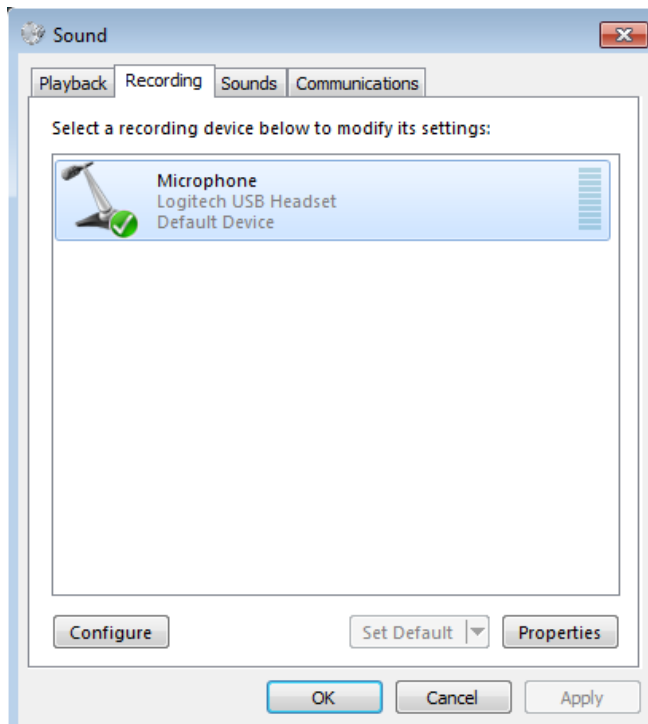 Sound
Playback Recording Sounds Communications
Select a recording device below to modify its settings:
Microphone
Logitech USB Headset
Default Device
Configure Set Default Properties
OK Cancel Apply